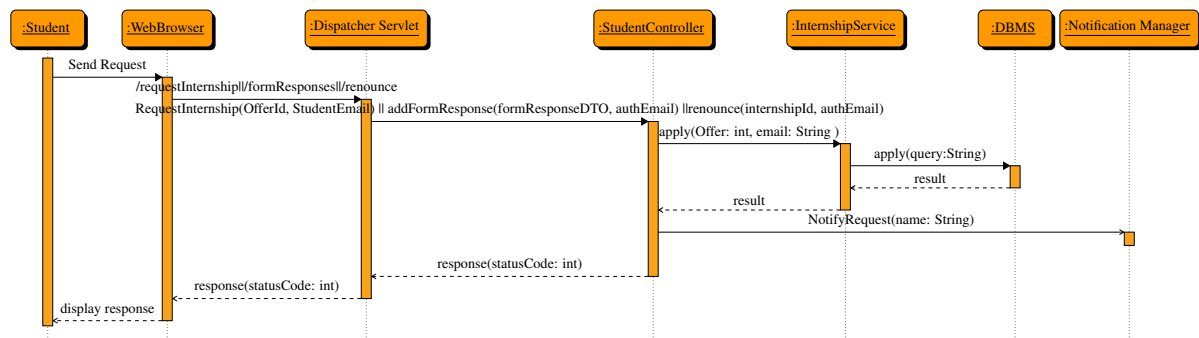 :Student
:WebBrowser
:Dispatcher Servlet
:StudentController
:InternshipService
:DBMS
:Notification Manager
Send Request
/requestInternship||/formResponses||/renounce
RequestInternship(OfferId, StudentEmail) || addFormResponse(formResponseDTO, authEmail) ||renounce(internshipId, authEmail)
apply(Offer: int, email: String )
apply(query:String)
result
result
NotifyRequest(name: String)
response(statusCode: int)
response(statusCode: int)
display response